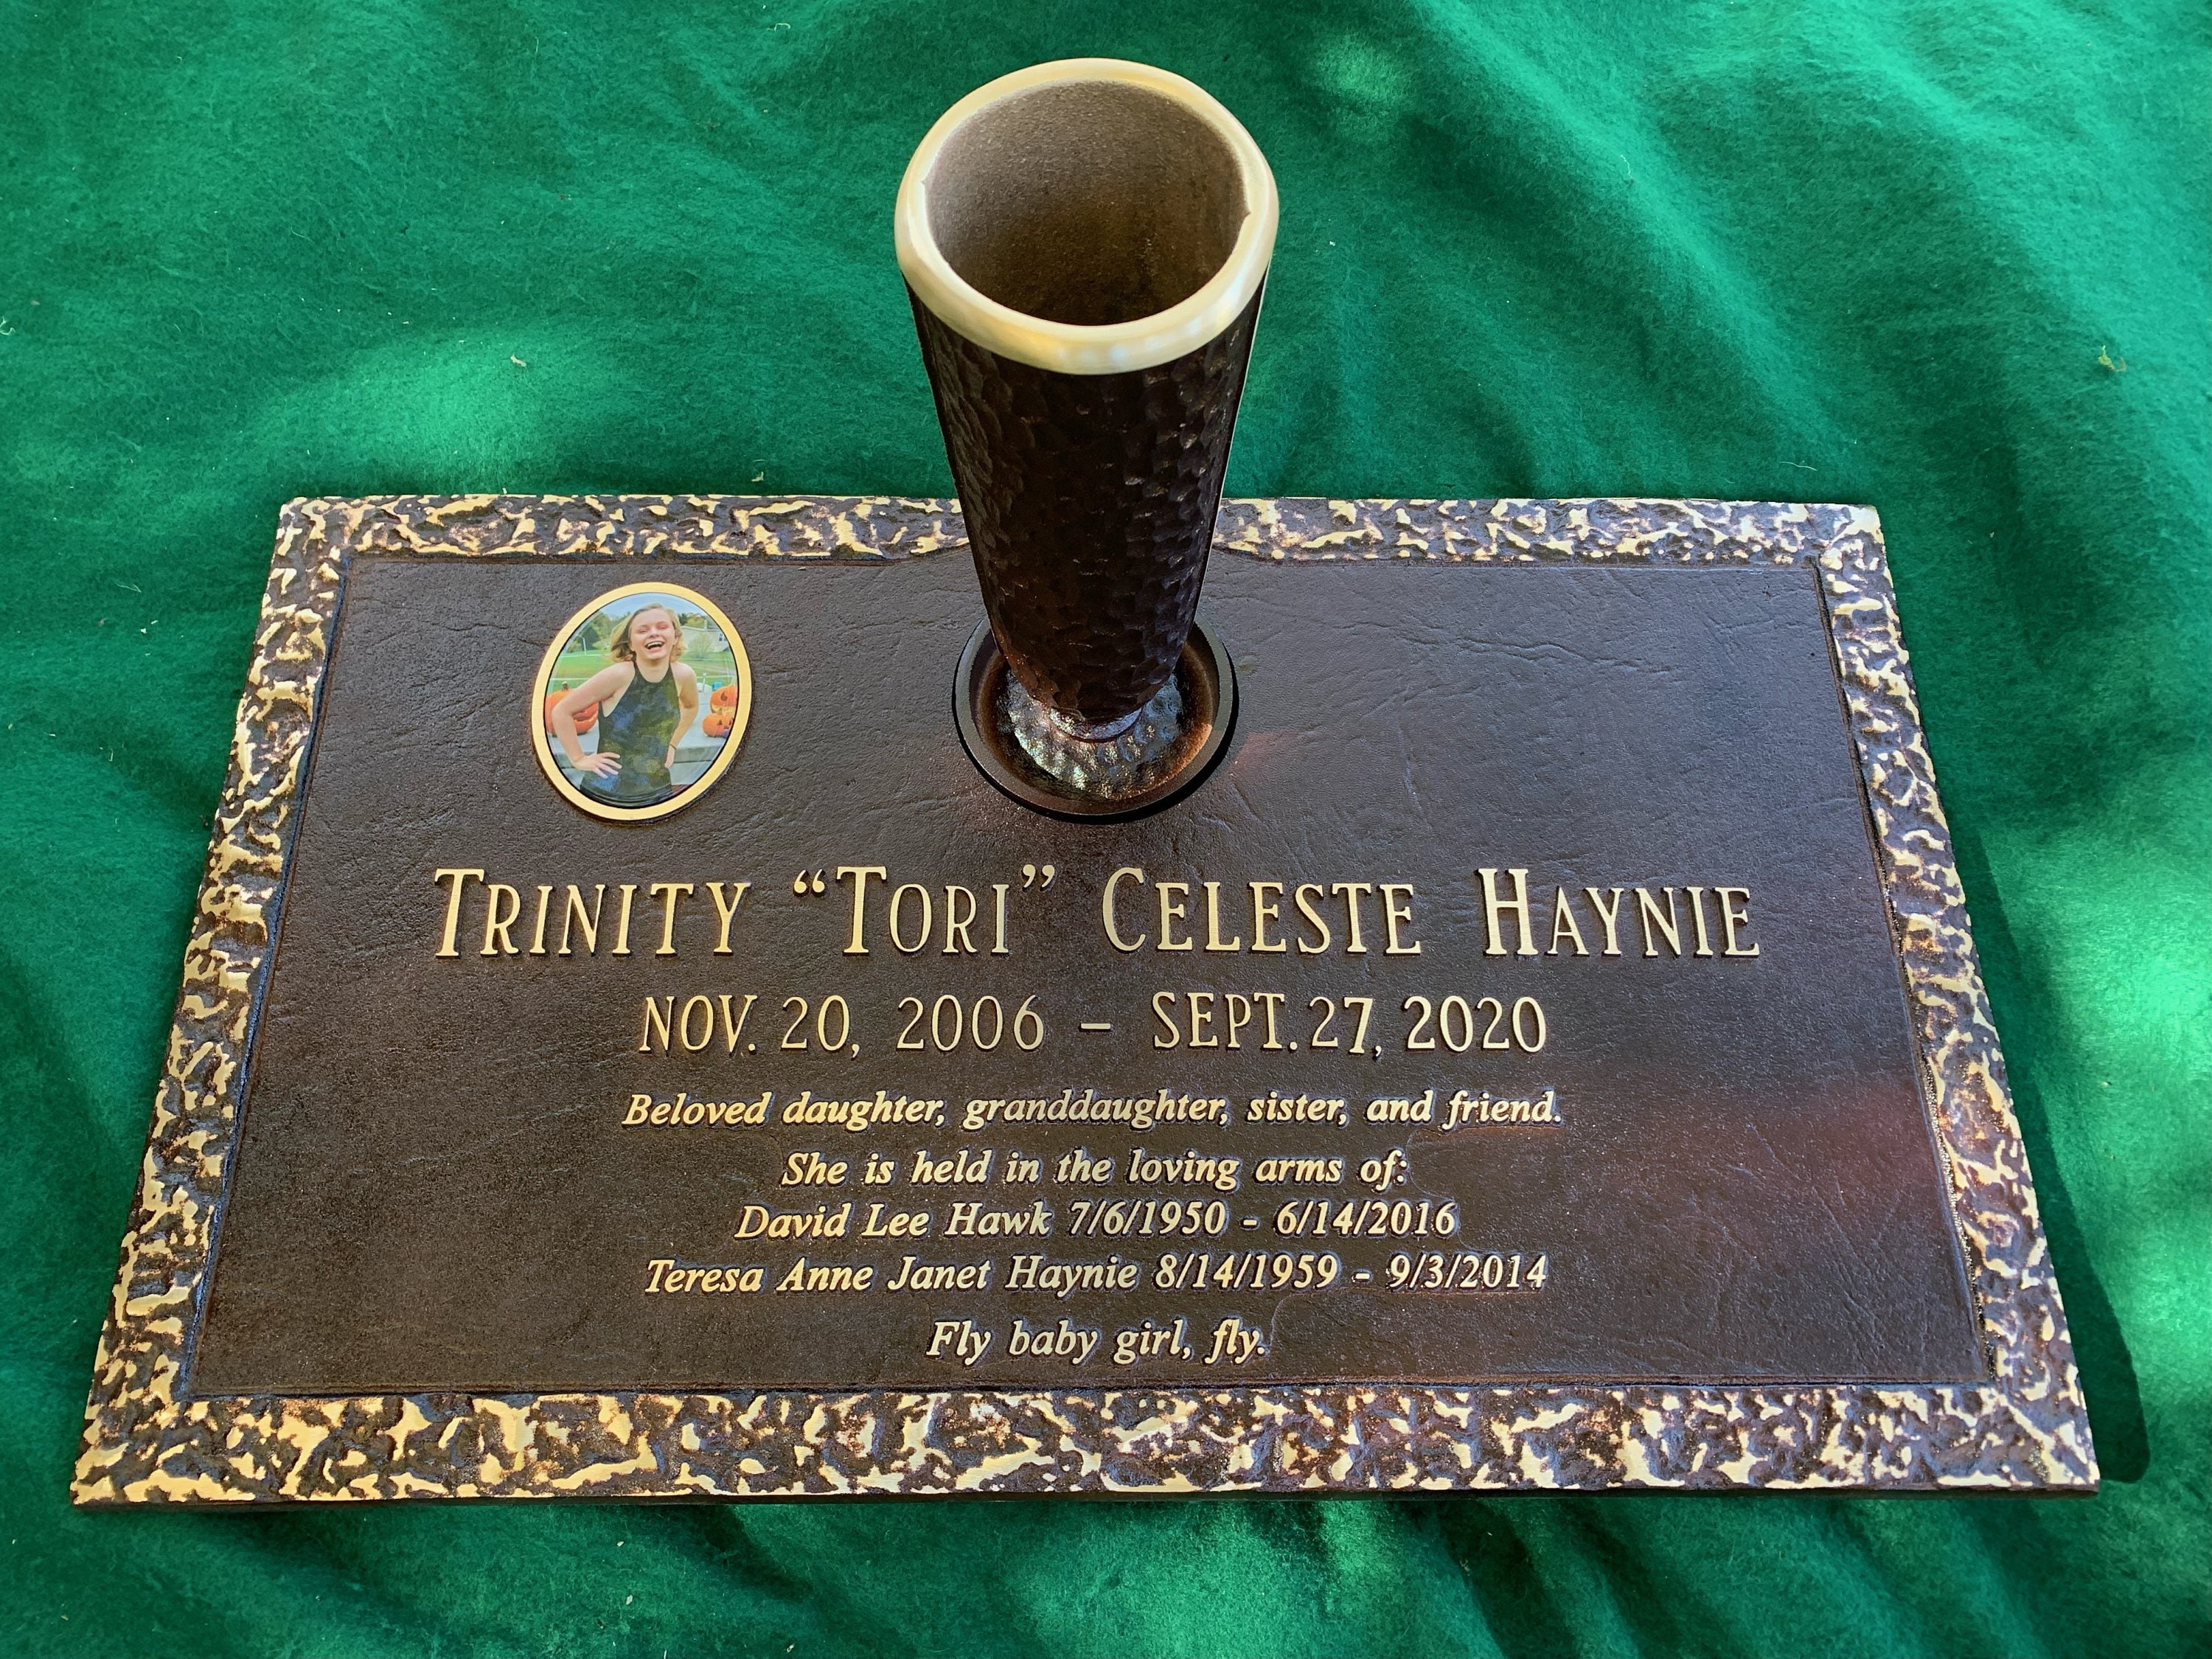 TRINITY “TORI” CELESTE HAYNIE
NOV. 20, 2006 – SEPT. 27, 2020
Beloved daughter, granddaughter, sister, and friend.
She is held in the loving arms of:
David Lee Hawk 7/6/1950 - 6/14/2016
Teresa Anne Janet Haynie 8/14/1959 - 9/3/2014
Fly baby girl, fly.